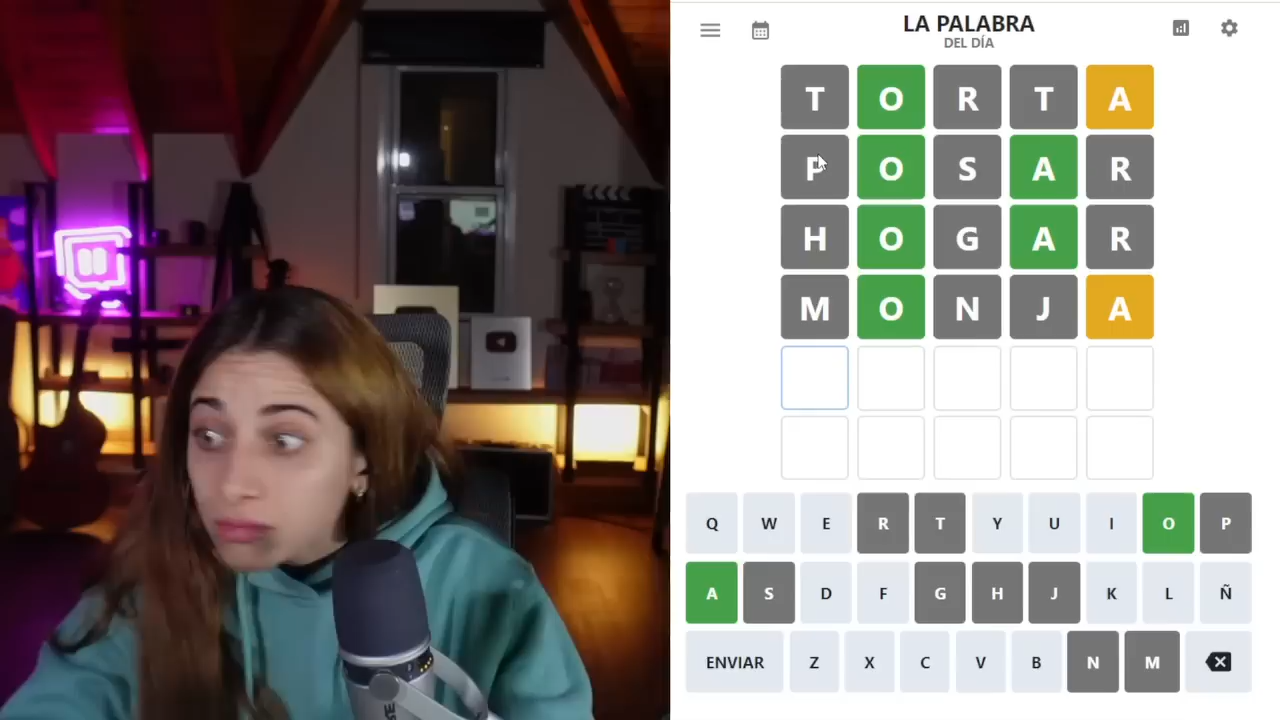 LA PALABRA
DEL DÍA
T O R T A
P O S A R
H O G A R
M O N J A
Q W E R T Y U I O P
A S D F G H J K L Ñ
ENVIAR Z X C V B N M